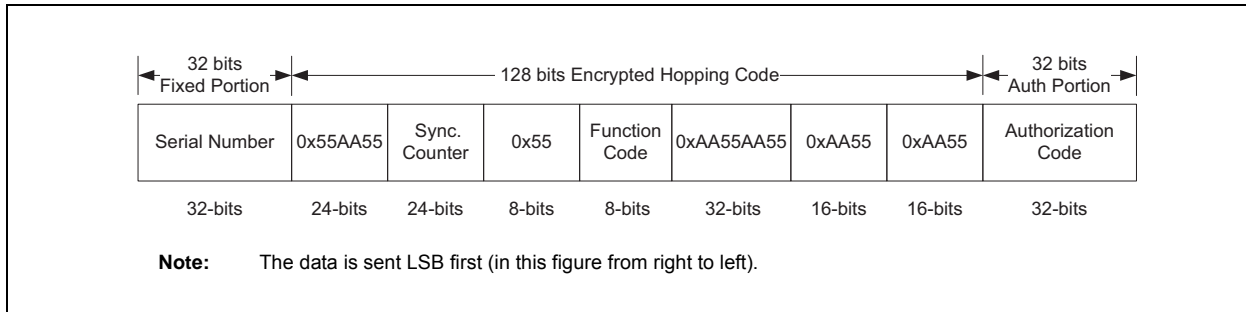 32 bits
Fixed Portion
128 bits Encrypted Hopping Code
32 bits
Auth Portion
Serial Number
0x55AA55
Sync.
Counter
0x55
Function
Code
0xAA55AA55
0xAA55
0xAA55
Authorization
Code
32-bits
24-bits
24-bits
8-bits
8-bits
32-bits
16-bits
16-bits
32-bits
Note: The data is sent LSB first (in this figure from right to left).